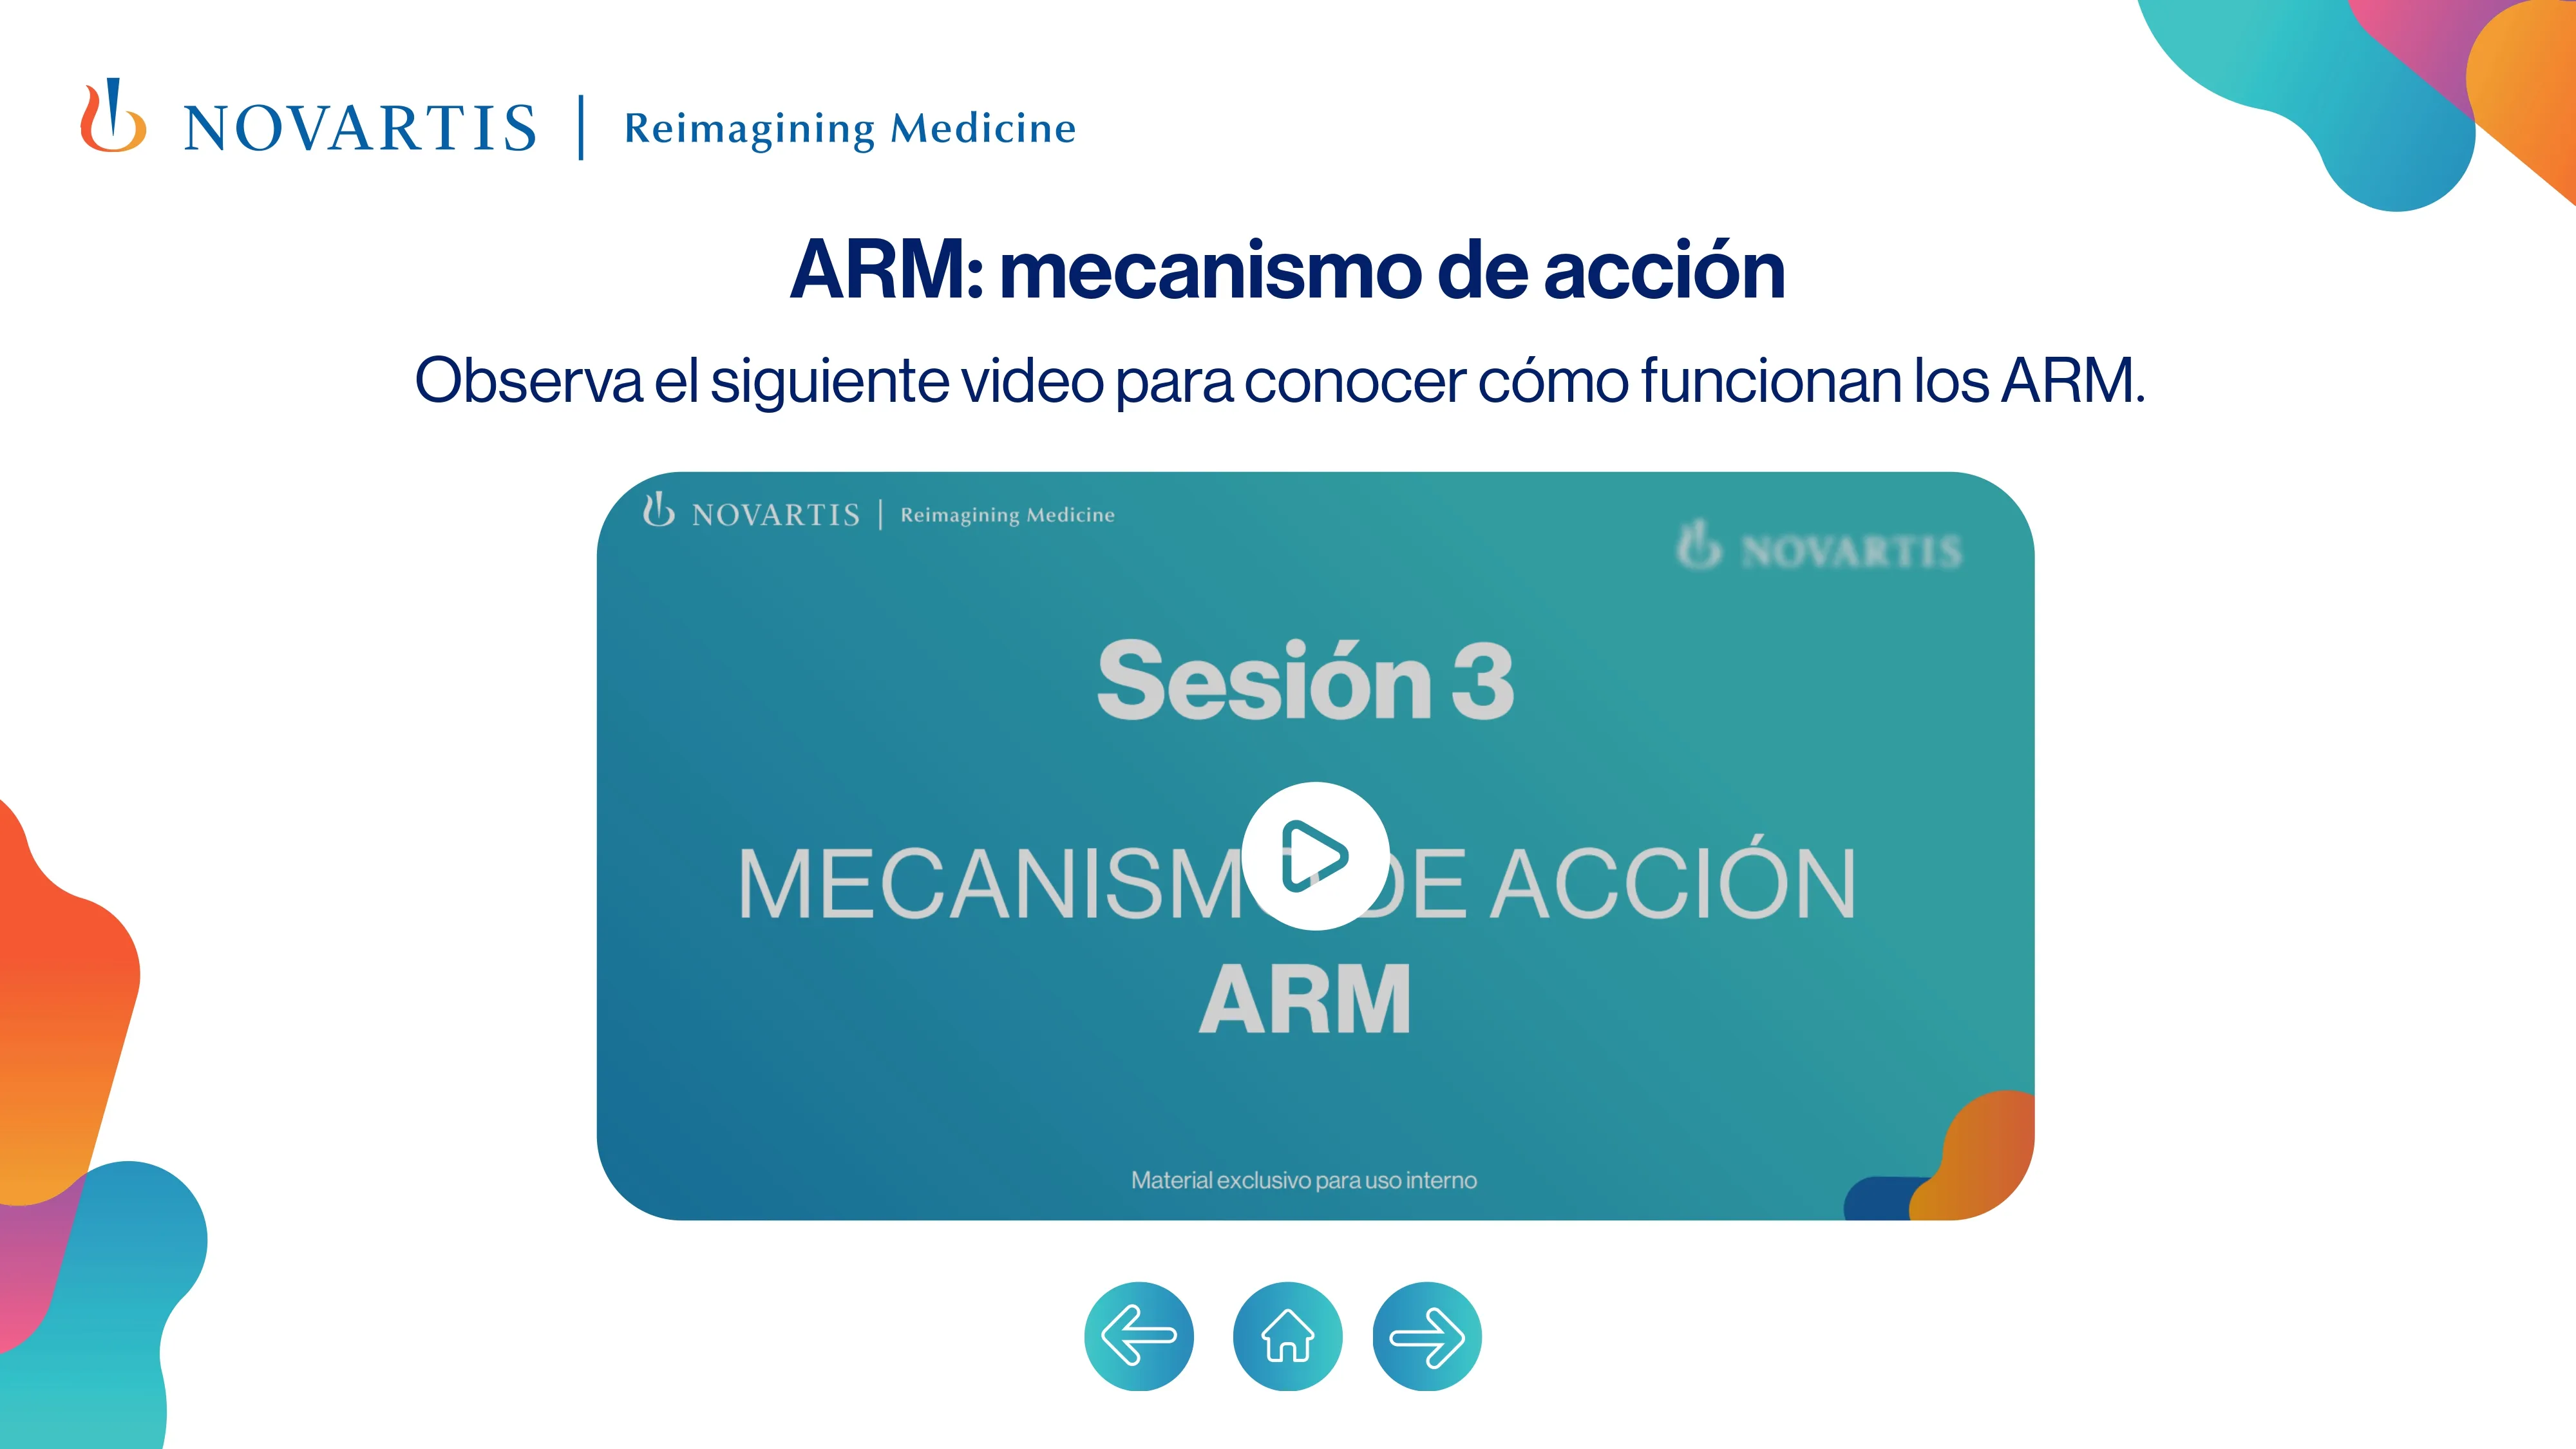 NOVARTIS | Reimagining Medicine
ARM: mecanismo de acción
Observa el siguiente video para conocer cómo funcionan los ARM.
NOVARTIS | Reimagining Medicine
NOVARTIS
Sesión 3
MECANISMO DE ACCIÓN
ARM
Material exclusivo para uso interno